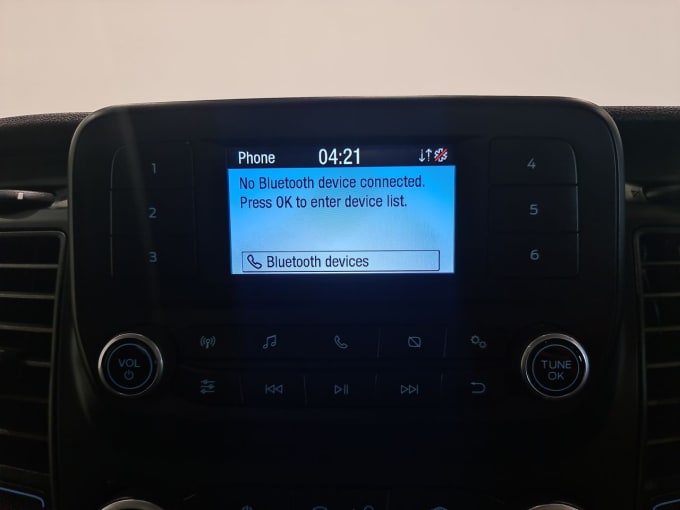 Phone 04:21
No Bluetooth device connected.
Press OK to enter device list.
Bluetooth devices
1
2
3
4
5
6
VOL
TUNE
OK